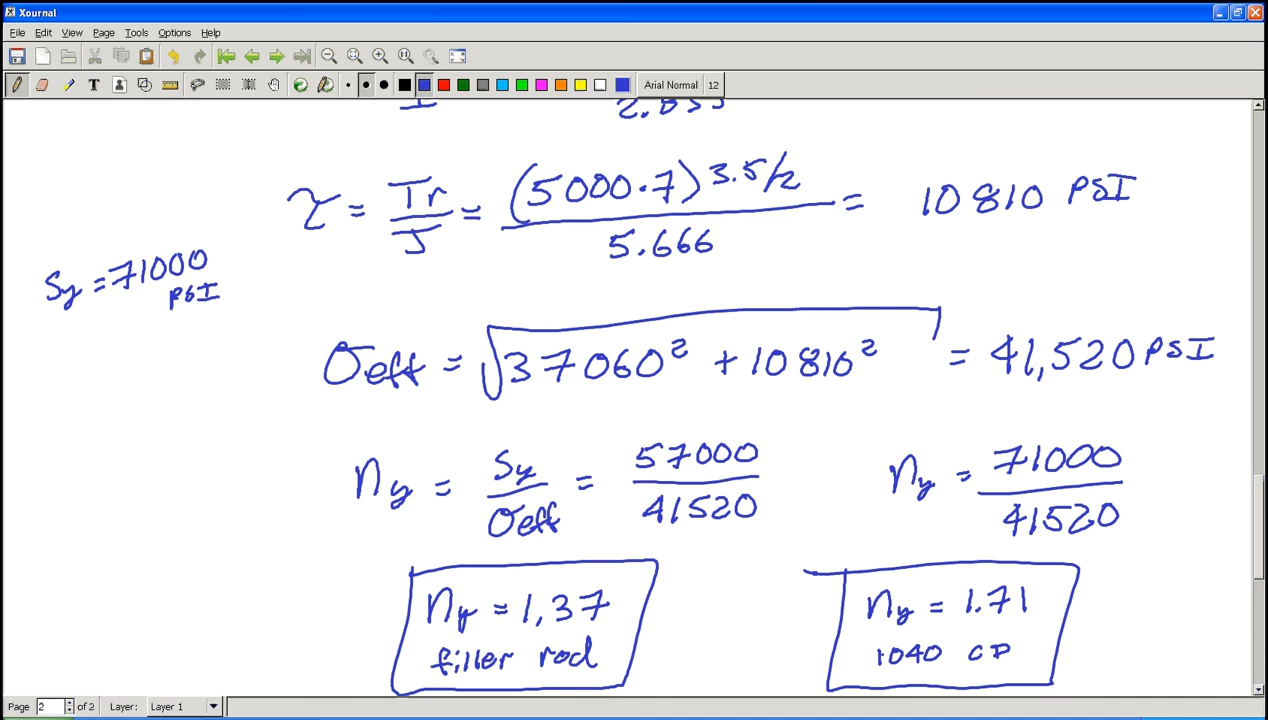 Xournal
File Edit View Page Tools Options Help
Arial Normal 12
I 2.833
τ = Tr/J = (5000·7) 3.5/2 / 5.666 = 10810 PSI
Sy = 71000
PSI
σeff = √37060² + 10810² = 41,520 PSI
ny = Sy/σeff = 57000/41520 ny = 71000/41520
ny = 1,37 ny = 1.71
filler rod 1040 CD
Page 2 of 2 Layer: Layer 1